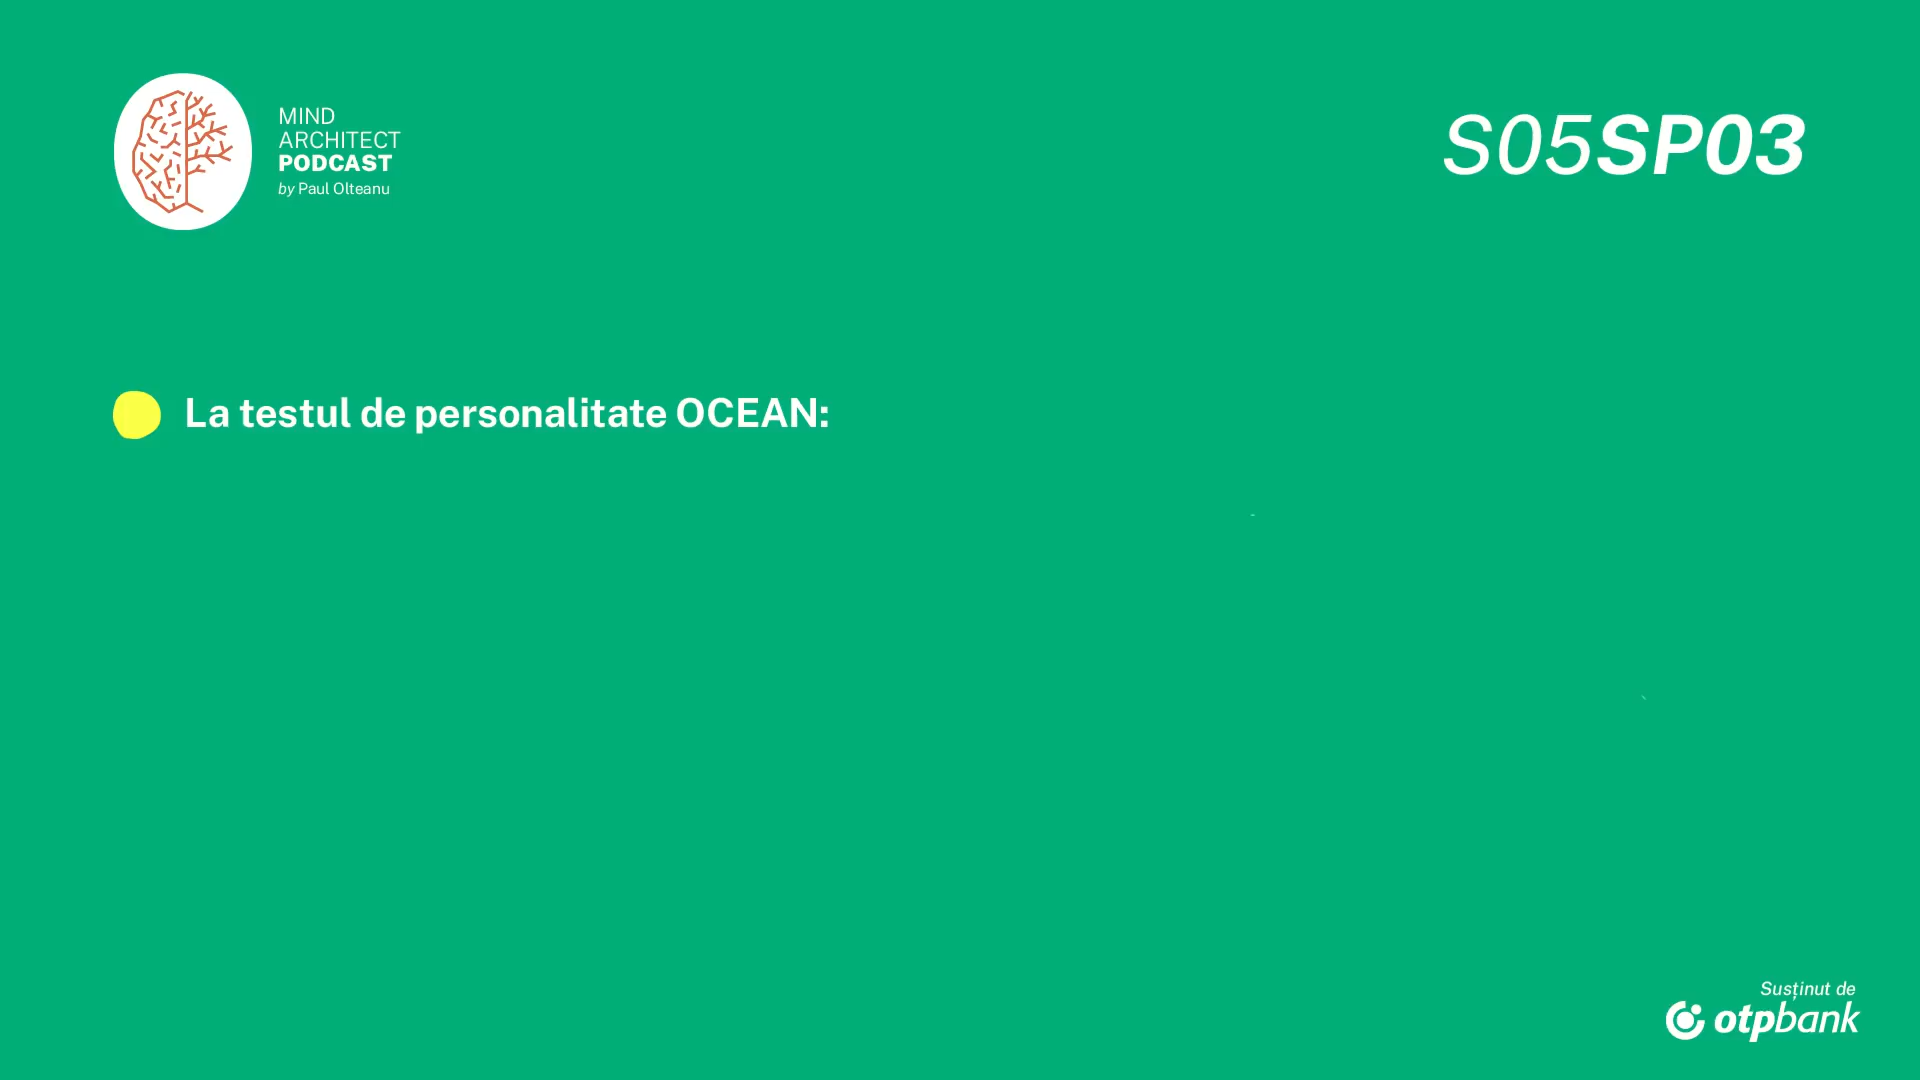 MIND
ARCHITECT
PODCAST
by Paul Olteanu
S05SP03
La testul de personalitate OCEAN:
Susținut de
otpbank